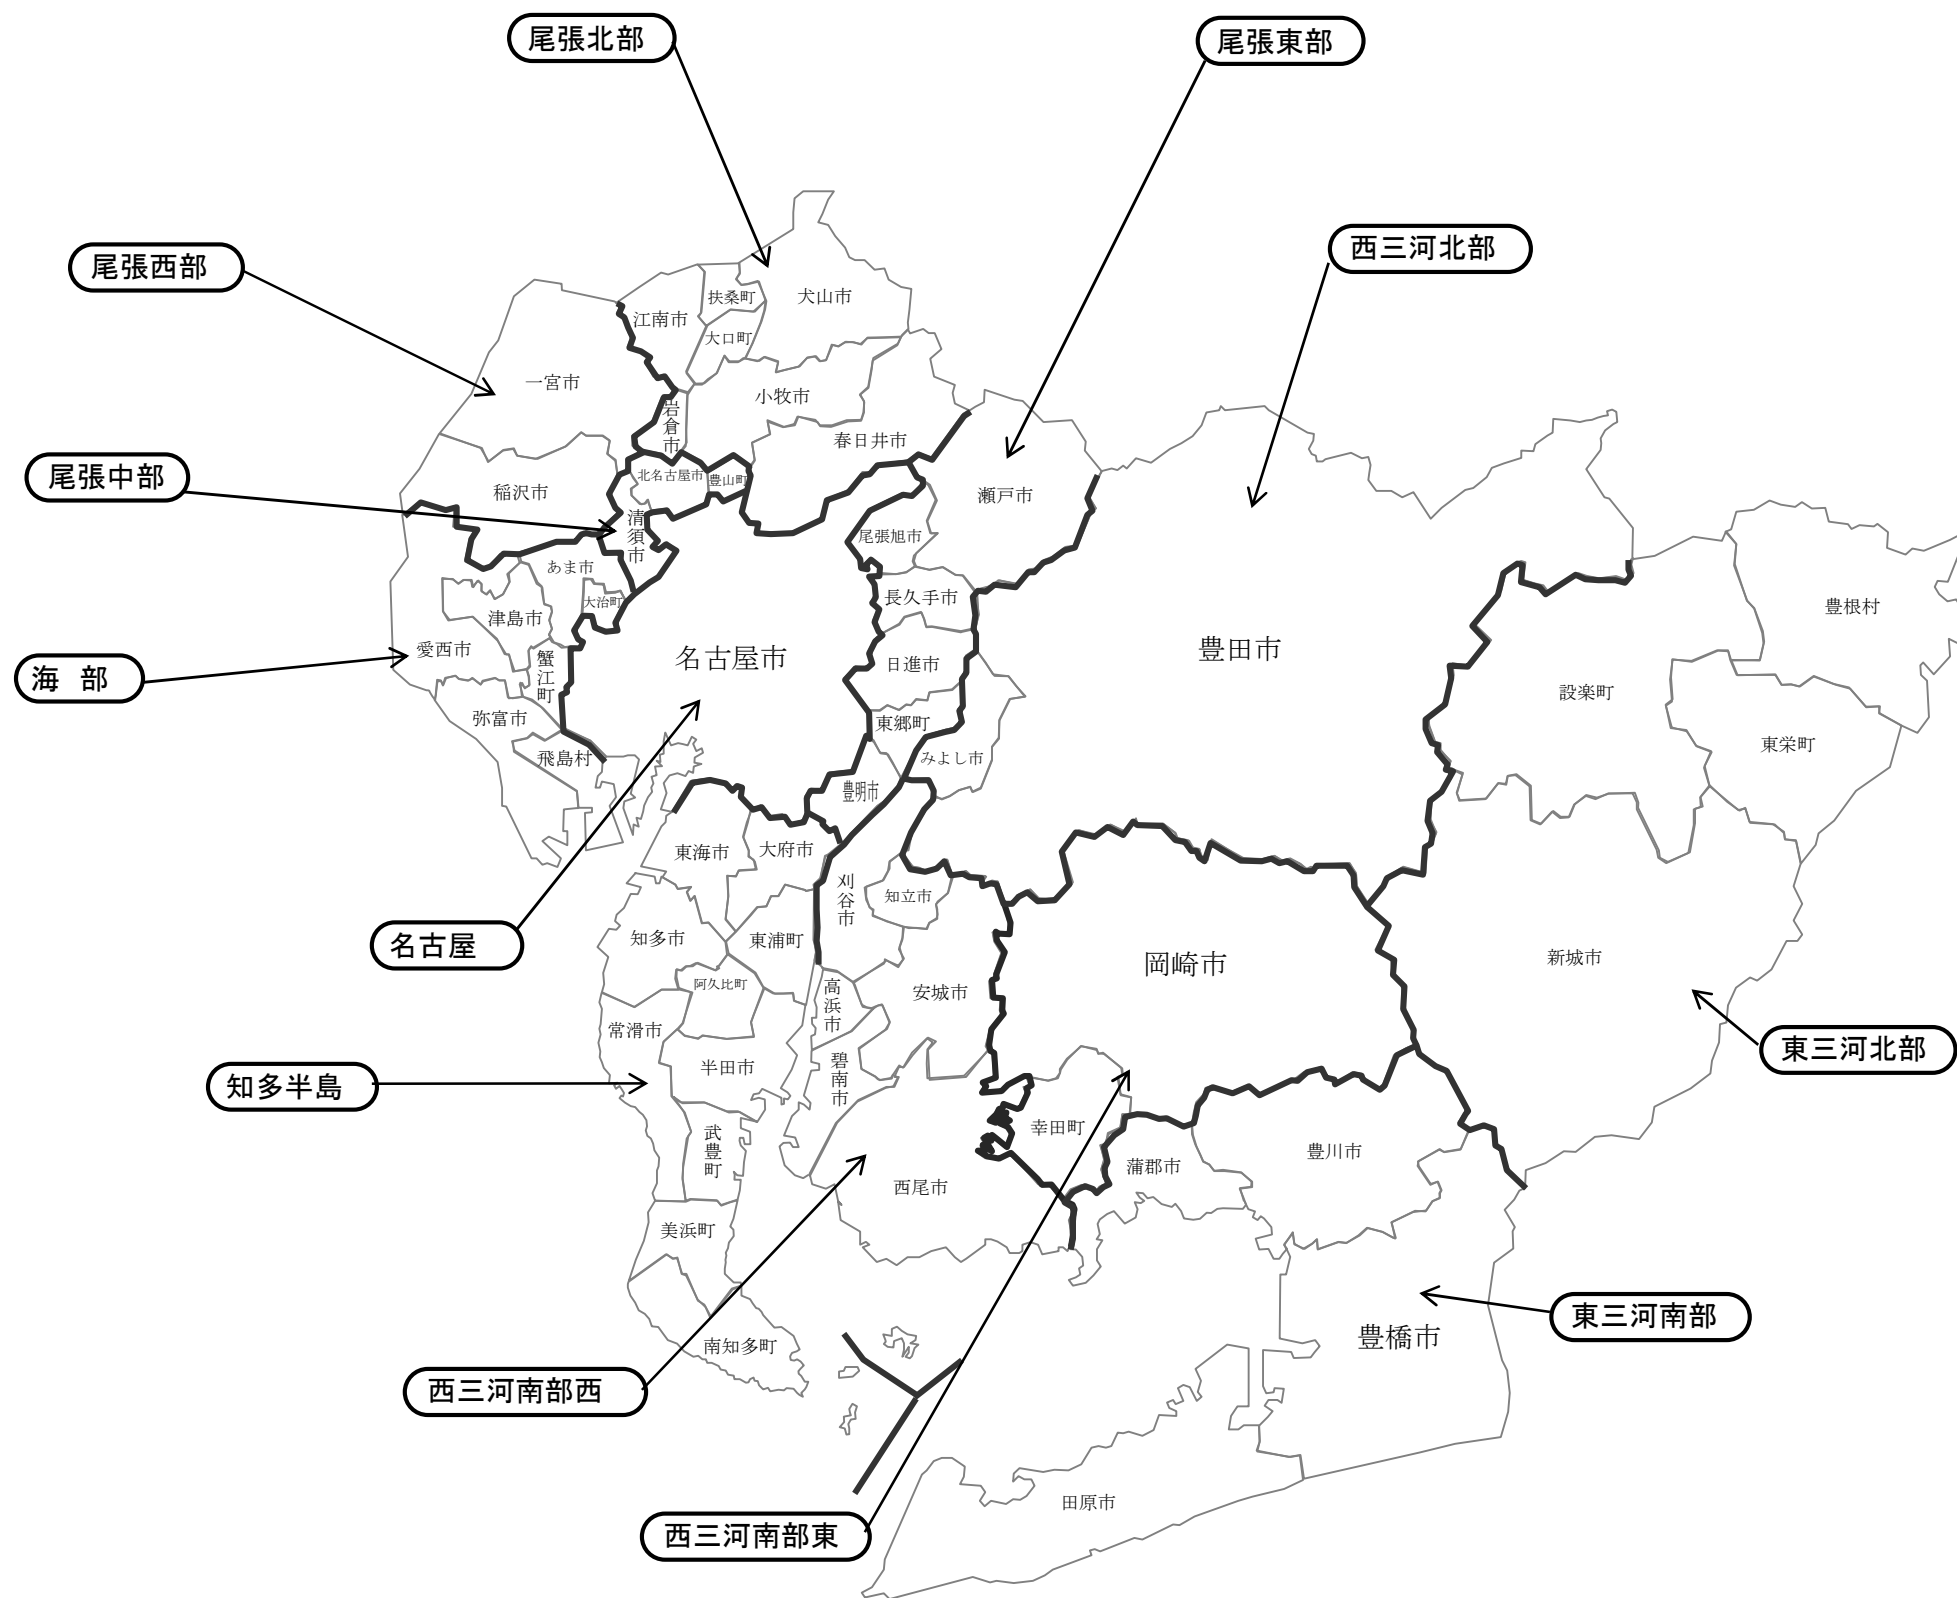 尾張北部
尾張東部
西三河北部
尾張西部
犬山市
扶桑町
江南市
大口町
一宮市
小牧市
岩倉市
春日井市
尾張中部
北名古屋市
豊山町
稲沢市
瀬戸市
清須市
尾張旭市
あま市
大治町
長久手市
豊根村
津島市
愛西市
豊田市
名古屋市
日進市
蟹江町
海 部
設楽町
弥富市
東郷町
東栄町
飛島村
みよし市
豊明市
東海市
大府市
刈谷市
知立市
名古屋
知多市
東浦町
岡崎市
新城市
阿久比町
安城市
高浜市
常滑市
東三河北部
半田市
碧南市
知多半島
幸田町
武豊町
豊川市
蒲郡市
西尾市
美浜町
東三河南部
豊橋市
南知多町
西三河南部西
田原市
西三河南部東